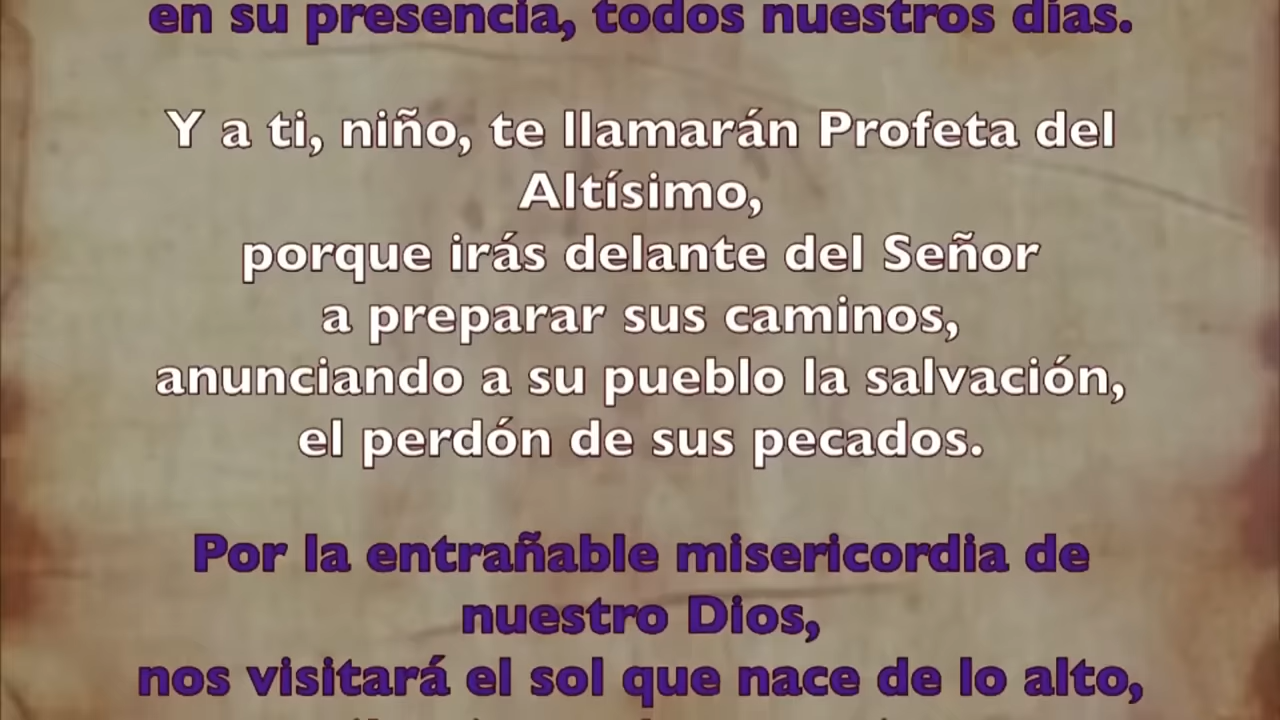 en su presencia, todos nuestros días.
Y a ti, niño, te llamarán Profeta del
Altísimo,
porque irás delante del Señor
a preparar sus caminos,
anunciando a su pueblo la salvación,
el perdón de sus pecados.
Por la entrañable misericordia de
nuestro Dios,
nos visitará el sol que nace de lo alto,